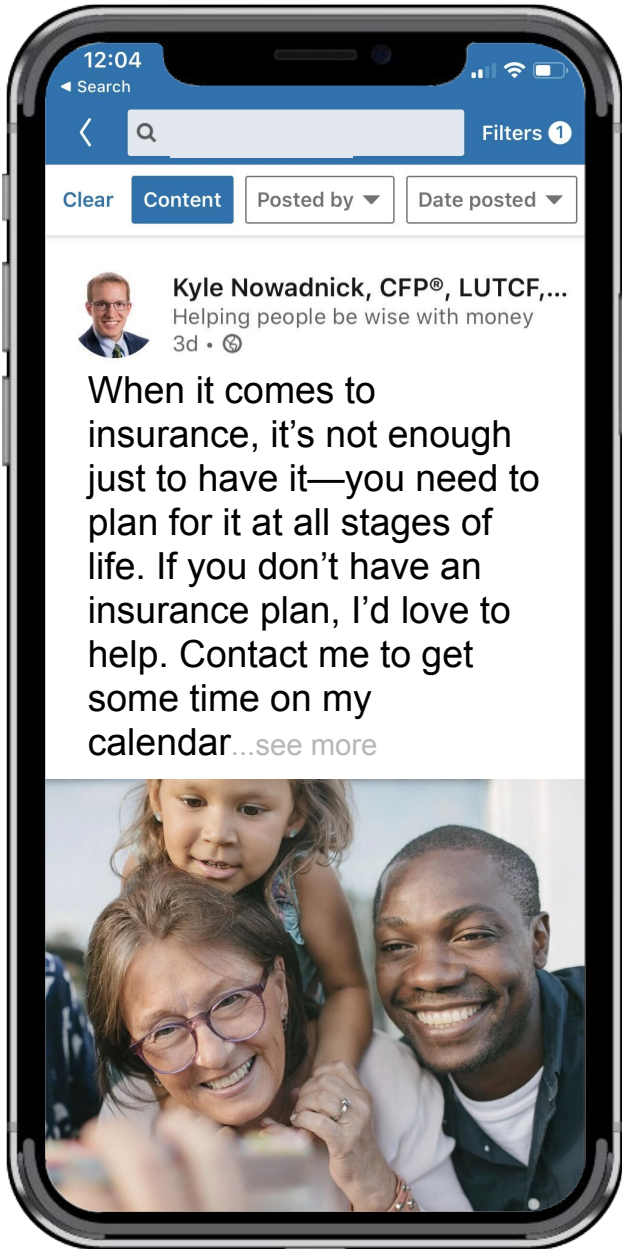 12:04
◀ Search
Filters 1
Clear Content Posted by Date posted
Kyle Nowadnick, CFP®, LUTCF,...
Helping people be wise with money
3d •
When it comes to
insurance, it’s not enough
just to have it—you need to
plan for it at all stages of
life. If you don’t have an
insurance plan, I’d love to
help. Contact me to get
some time on my
calendar...see more